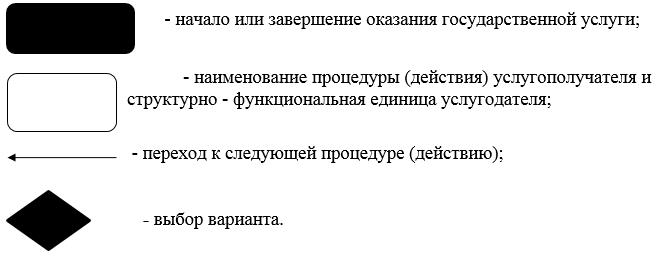 - начало или завершение оказания государственной услуги;
- наименование процедуры (действия) услугополучателя и
структурно - функциональная единица услугодателя;
- переход к следующей процедуре (действию);
- выбор варианта.